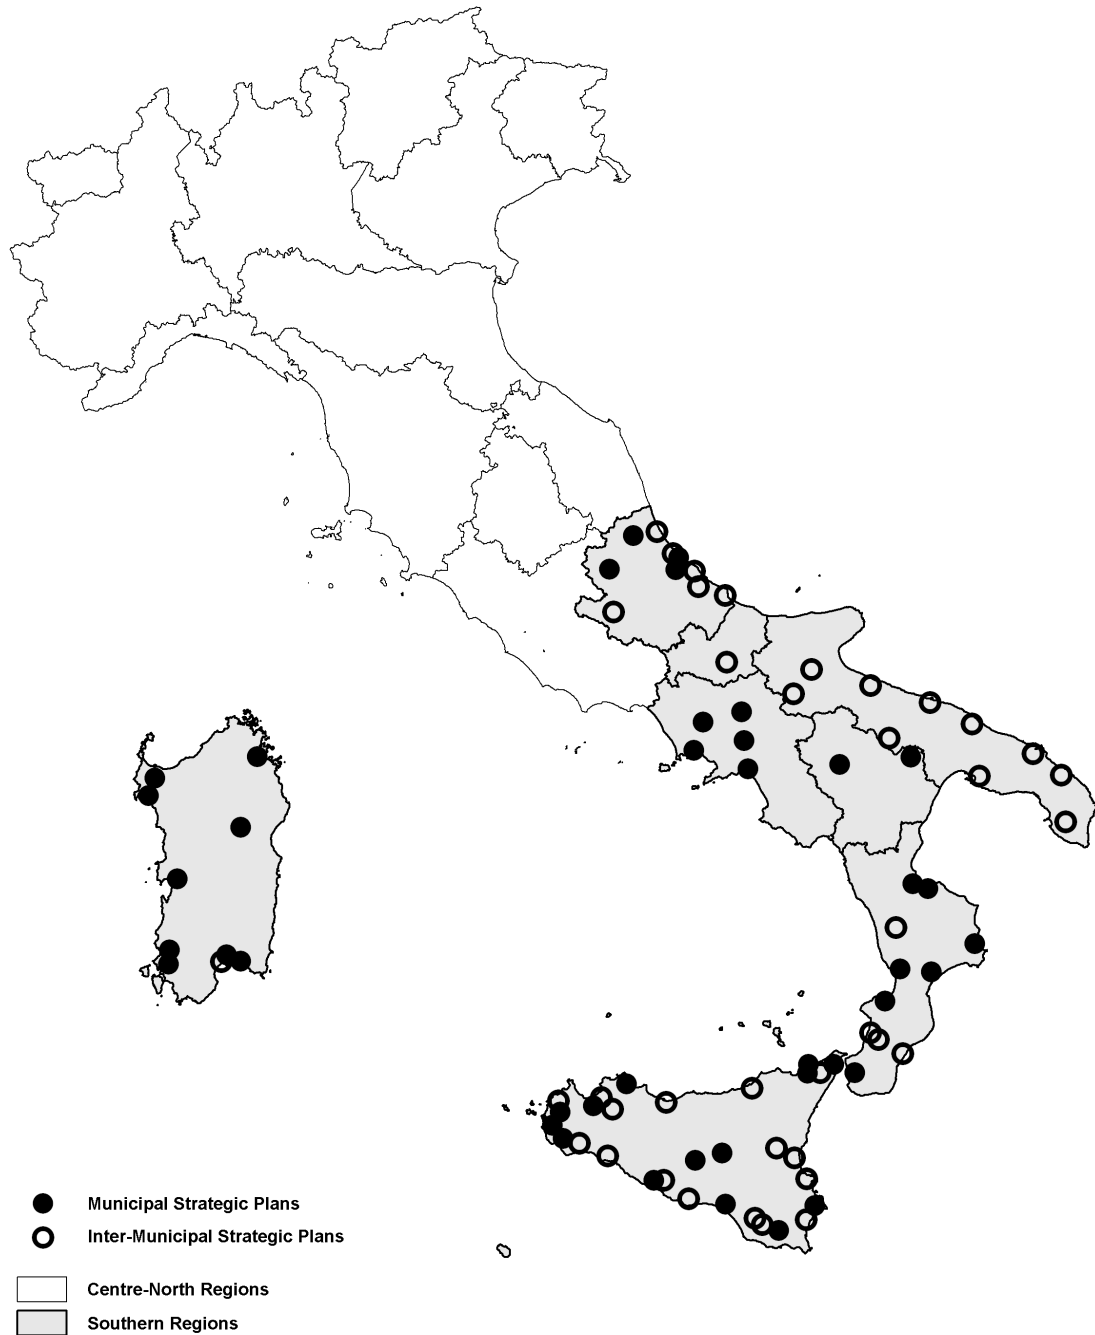 Municipal Strategic Plans
Inter-Municipal Strategic Plans
Centre-North Regions
Southern Regions